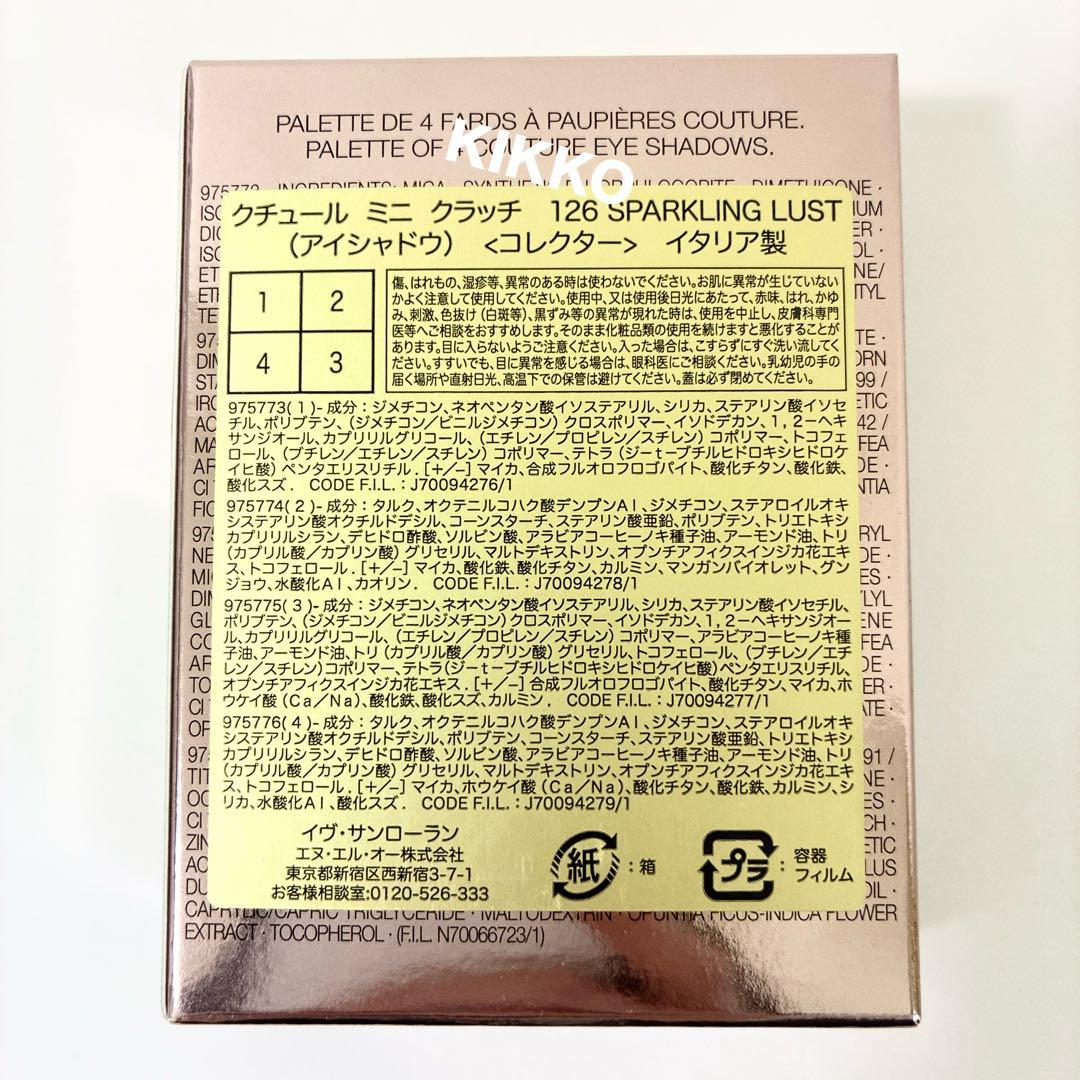 PALETTE DE 4 FARDS À PAUPIÈRES COUTURE.
PALETTE OF 4 COUTURE EYE SHADOWS.
KIKKO
クチュール ミニ クラッチ 126 SPARKLING LUST
(アイシャドウ) <コレクター> イタリア製
1 2
4 3
傷、はれもの、湿疹等、異常のある時は使わないでください。お肌に異常が生じていない
かよく注意して使用してください。使用中、又は使用後日光にあたって、赤味、はれ、かゆ
み、刺激、色抜け(白斑等)、黒ずみ等の異常が現れた時は、使用を中止し、皮膚科専門
医等へご相談をおすすめします。そのまま化粧品類の使用を続けますと悪化することが
あります。目に入らないようご注意ください。入った場合は、こすらずにすぐ洗い流してく
ださい。すすいでも、目に異常を感じる場合は、眼科医にご相談ください。乳幼児の手の
届く場所や直射日光、高温下での保管は避けてください。蓋は必ず閉めてください。
975773(1)-成分:ジメチコン、ネオペンタン酸イソステアリル、シリカ、ステアリン酸イソセ
チル、ポリブテン、(ジメチコン/ビニルジメチコン) クロスポリマー、イソドデカン、1,2-ヘキ
サンジオール、カプリリルグリコール、(エチレン/プロピレン/スチレン) コポリマー、トコフェ
ロール、(ブチレン/エチレン/スチレン) コポリマー、テトラ (ジ-t-ブチルヒドロキシヒドロケ
イヒ酸) ペンタエリスリチル.[+/-] マイカ、合成フルオロフロゴパイト、酸化チタン、酸化鉄、
酸化スズ. CODE F.I.L.:J70094276/1
975774(2)-成分:タルク、オクテニルコハク酸デンプンAl、ジメチコン、ステアロイルオキ
システアリン酸オクチルドデシル、コーンスターチ、ステアリン酸亜鉛、ポリブテン、トリエトキシ
カプリリルシラン、デヒドロ酢酸、ソルビン酸、アラビアコーヒーノキ種子油、アーモンド油、トリ
(カプリル酸/カプリン酸) グリセリル、マルトデキストリン、オプンチアフィクスインジカ花エキ
ス、トコフェロール.[+/-] マイカ、酸化鉄、酸化チタン、カルミン、マンガンバイオレット、グン
ジョウ、水酸化Al、カオリン. CODE F.I.L.:J70094278/1
975775(3)-成分:ジメチコン、ネオペンタン酸イソステアリル、シリカ、ステアリン酸イソセチル、
ポリブテン、(ジメチコン/ビニルジメチコン) クロスポリマー、イソドデカン、1,2-ヘキサンジオー
ル、カプリリルグリコール、(エチレン/プロピレン/スチレン) コポリマー、アラビアコーヒーノキ種
子油、アーモンド油、トリ (カプリル酸/カプリン酸) グリセリル、トコフェロール、(ブチレン/エチ
レン/スチレン)コポリマー、テトラ(ジ-t-ブチルヒドロキシヒドロケイヒ酸)ペンタエリスリチル、
オプンチアフィクスインジカ花エキス.[+/-] 合成フルオロフロゴパイト、酸化チタン、マイカ、ホ
ウケイ酸 (Ca/Na)、酸化鉄、酸化スズ、カルミン. CODE F.I.L.:J70094277/1
975776(4)-成分:タルク、オクテニルコハク酸デンプンAl、ジメチコン、ステアロイルオキ
システアリン酸オクチルドデシル、ポリブテン、コーンスターチ、ステアリン酸亜鉛、トリエトキシ
カプリリルシラン、デヒドロ酢酸、ソルビン酸、アラビアコーヒーノキ種子油、アーモンド油、トリ
(カプリル酸/カプリン酸) グリセリル、マルトデキストリン、オプンチアフィクスインジカ花エキ
ス、トコフェロール.[+/-] マイカ、ホウケイ酸 (Ca/Na)、酸化チタン、酸化鉄、カルミン、シ
リカ、水酸化Al、酸化スズ. CODE F.I.L.:J70094279/1
イヴ・サンローラン
エヌ・エル・オー株式会社
東京都新宿区西新宿3-7-1
お客様相談室:0120-526-333
紙 :箱
プラ :容器
フィルム
CAPRYLIC/CAPRIC TRIGLYCERIDE · MALTODEXTRIN · OPUNTIA FICUS-INDICA FLOWER
EXTRACT · TOCOPHEROL · (F.I.L. N70066723/1)